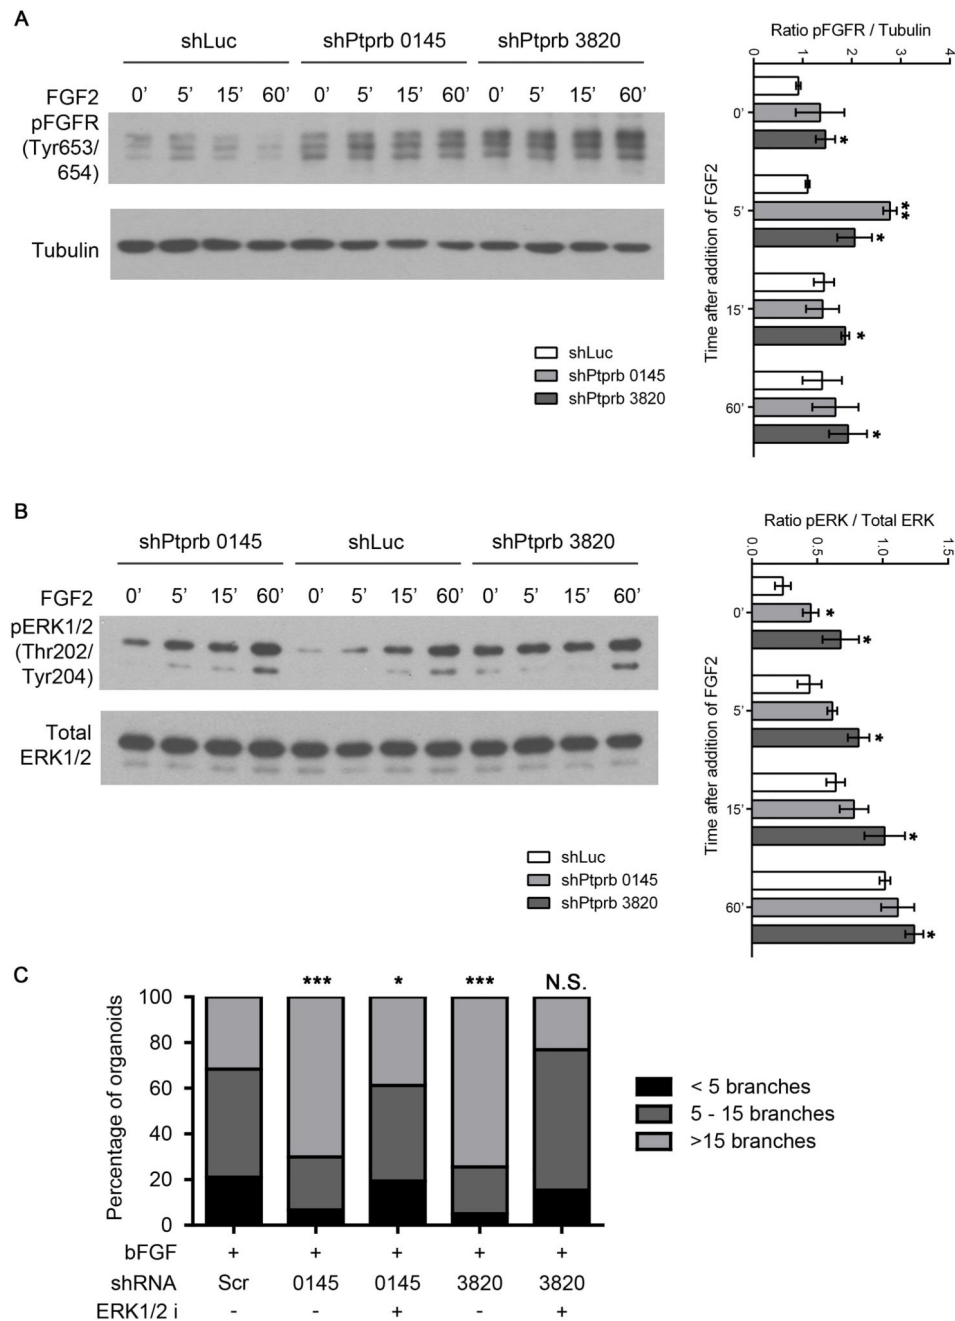 A
shLuc shPtprb 0145 shPtprb 3820
FGF2 0' 5' 15' 60' 0' 5' 15' 60' 0' 5' 15' 60'
pFGFR
(Tyr653/
654)
Tubulin
shLuc
shPtprb 0145
shPtprb 3820
Ratio pFGFR / Tubulin
0 1 2 3 4
Time after addition of FGF2
0'
*
5'
**
*
15'
*
60'
*
B
shPtprb 0145 shLuc shPtprb 3820
FGF2 0' 5' 15' 60' 0' 5' 15' 60' 0' 5' 15' 60'
pERK1/2
(Thr202/
Tyr204)
Total
ERK1/2
shLuc
shPtprb 0145
shPtprb 3820
Ratio pERK / Total ERK
0.0 0.5 1.0 1.5
Time after addition of FGF2
0'
*
*
5'
*
15'
*
60'
*
C
*** * *** N.S.
Percentage of organoids
100
80
60
40
20
0
< 5 branches
5 - 15 branches
>15 branches
bFGF + + + + +
shRNA Scr 0145 0145 3820 3820
ERK1/2 i - - + - +